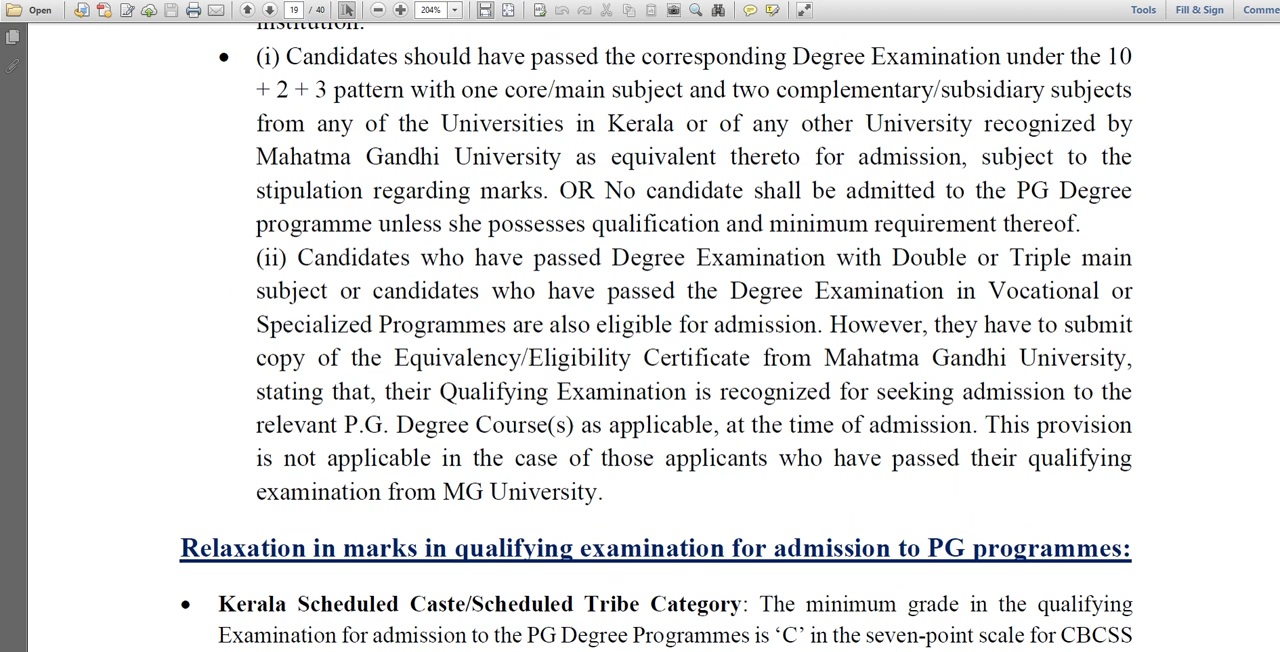 Open 19 / 40 204% Tools Fill & Sign Comme
institution.
• (i) Candidates should have passed the corresponding Degree Examination under the 10
+ 2 + 3 pattern with one core/main subject and two complementary/subsidiary subjects
from any of the Universities in Kerala or of any other University recognized by
Mahatma Gandhi University as equivalent thereto for admission, subject to the
stipulation regarding marks. OR No candidate shall be admitted to the PG Degree
programme unless she possesses qualification and minimum requirement thereof.
(ii) Candidates who have passed Degree Examination with Double or Triple main
subject or candidates who have passed the Degree Examination in Vocational or
Specialized Programmes are also eligible for admission. However, they have to submit
copy of the Equivalency/Eligibility Certificate from Mahatma Gandhi University,
stating that, their Qualifying Examination is recognized for seeking admission to the
relevant P.G. Degree Course(s) as applicable, at the time of admission. This provision
is not applicable in the case of those applicants who have passed their qualifying
examination from MG University.
Relaxation in marks in qualifying examination for admission to PG programmes:
• Kerala Scheduled Caste/Scheduled Tribe Category: The minimum grade in the qualifying
Examination for admission to the PG Degree Programmes is ‘C’ in the seven-point scale for CBCSS